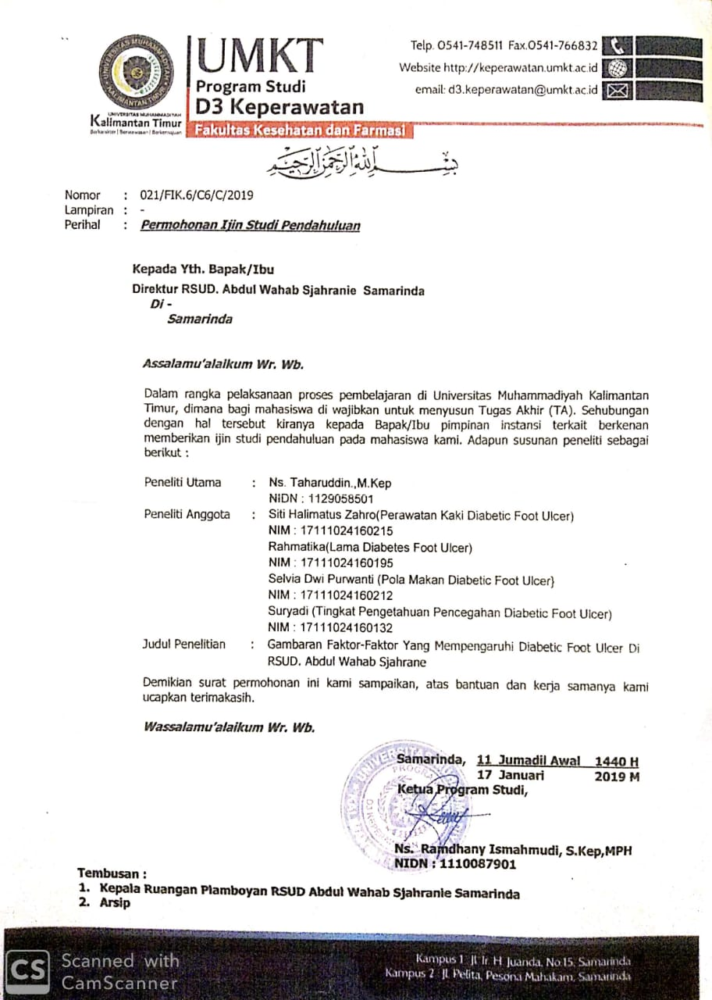 UNIVERSITAS MUHAMMADIYAH
KALIMANTAN TIMUR
UNIVERSITAS MUHAMMADIYAH
Kalimantan Timur
Berkarakter | Berwawasan | Berkemajuan
UMKT
Program Studi
D3 Keperawatan
Fakultas Kesehatan dan Farmasi
Telp. 0541-748511 Fax.0541-766832
Website http://keperawatan.umkt.ac.id
email: d3.keperawatan@umkt.ac.id
بسم الله الرحمن الرحيم
Nomor : 021/FIK.6/C6/C/2019
Lampiran : -
Perihal : Permohonan Ijin Studi Pendahuluan
Kepada Yth. Bapak/Ibu
Direktur RSUD. Abdul Wahab Sjahranie Samarinda
Di -
Samarinda
Assalamu'alaikum Wr. Wb.
Dalam rangka pelaksanaan proses pembelajaran di Universitas Muhammadiyah Kalimantan
Timur, dimana bagi mahasiswa di wajibkan untuk menyusun Tugas Akhir (TA). Sehubungan
dengan hal tersebut kiranya kepada Bapak/Ibu pimpinan instansi terkait berkenan
memberikan ijin studi pendahuluan pada mahasiswa kami. Adapun susunan peneliti sebagai
berikut :
Peneliti Utama : Ns. Taharuddin.,M.Kep
NIDN : 1129058501
Peneliti Anggota : Siti Halimatus Zahro(Perawatan Kaki Diabetic Foot Ulcer)
NIM : 17111024160215
Rahmatika(Lama Diabetes Foot Ulcer)
NIM : 17111024160195
Selvia Dwi Purwanti (Pola Makan Diabetic Foot Ulcer}
NIM : 17111024160212
Suryadi (Tingkat Pengetahuan Pencegahan Diabetic Foot Ulcer)
NIM : 17111024160132
Judul Penelitian : Gambaran Faktor-Faktor Yang Mempengaruhi Diabetic Foot Ulcer Di
RSUD. Abdul Wahab Sjahrane
Demikian surat permohonan ini kami sampaikan, atas bantuan dan kerja samanya kami
ucapkan terimakasih.
Wassalamu'alaikum Wr. Wb.
Samarinda, 11 Jumadil Awal 1440 H
17 Januari 2019 M
Ketua Program Studi,
Ns. Ramdhany Ismahmudi, S.Kep,MPH
NIDN : 1110087901
Tembusan :
1. Kepala Ruangan Plamboyan RSUD Abdul Wahab Sjahranie Samarinda
2. Arsip
Kampus 1 Jl Ir. H Juanda, No 15, Samarinda
Kampus 2 Jl. Pelita, Pesona Mahakam, Samarinda
CS Scanned with
CamScanner